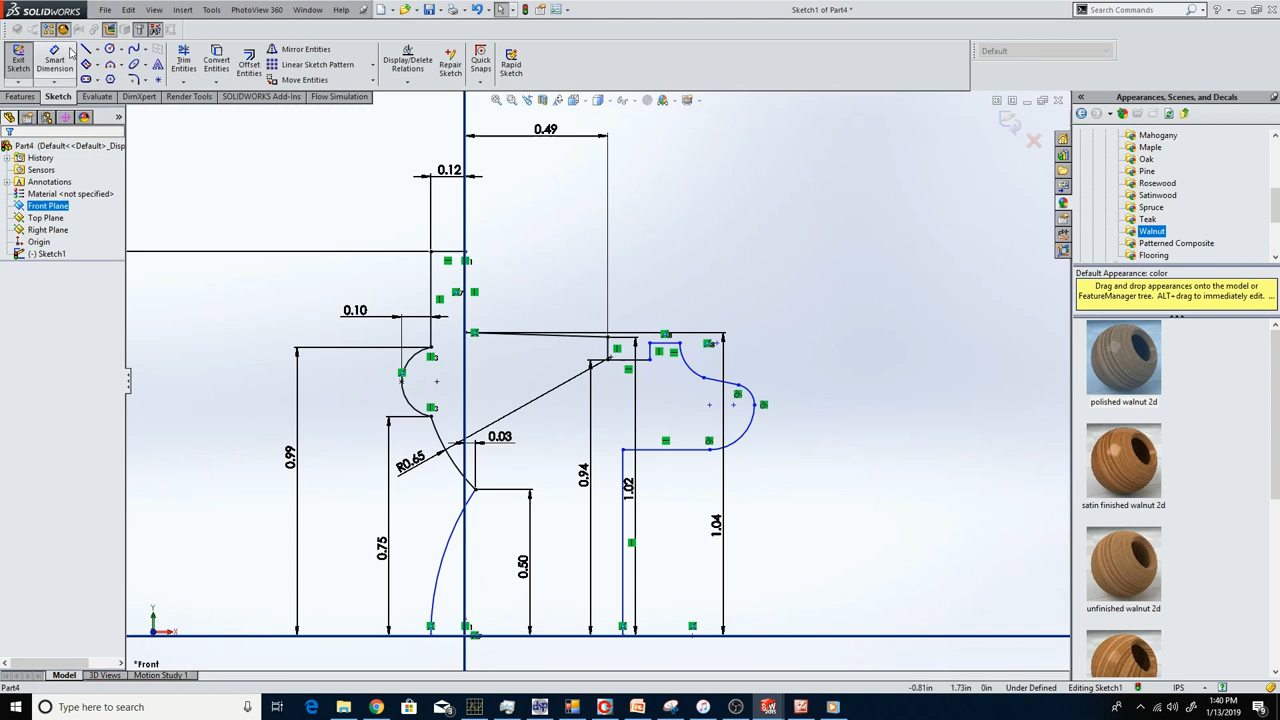 SOLIDWORKS
File Edit View Insert Tools PhotoView 360 Window Help
Sketch1 of Part4 *
Search Commands
Exit Sketch
Smart Dimension
Trim Entities
Convert Entities
Offset Entities
Mirror Entities
Linear Sketch Pattern
Move Entities
Display/Delete Relations
Repair Sketch
Quick Snaps
Rapid Sketch
Default
Features Sketch Evaluate DimXpert Render Tools SOLIDWORKS Add-Ins Flow Simulation
Part4 (Default<<Default>_Disp
History
Sensors
Annotations
Material <not specified>
Front Plane
Top Plane
Right Plane
Origin
(-) Sketch1
0.49
0.12
0.10
0.99
0.75
R0.65
0.03
0.50
0.94
1.02
1.04
Y
X
*Front
Appearances, Scenes, and Decals
Mahogany
Maple
Oak
Pine
Rosewood
Satinwood
Spruce
Teak
Walnut
Patterned Composite
Flooring
Default Appearance: color
Drag and drop appearances onto the model or
FeatureManager tree. ALT+drag to immediately edit. ...
polished walnut 2d
satin finished walnut 2d
unfinished walnut 2d
Model 3D Views Motion Study 1
Part4
-0.81in 1.73in 0in Under Defined Editing Sketch1 IPS
Type here to search
1:40 PM
1/13/2019